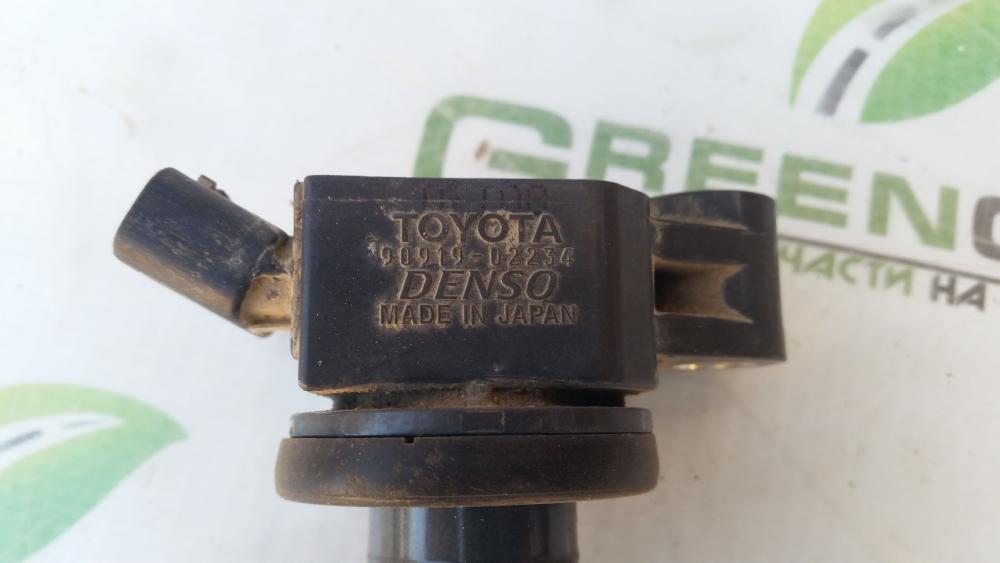 TOYOTA
90919-02234
DENSO
MADE IN JAPAN
GREEN
ЧАСТИ НА